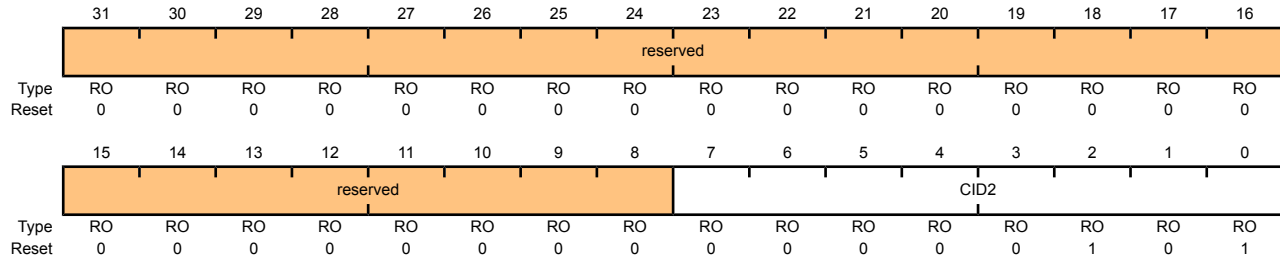 31 30 29 28 27 26 25 24 23 22 21 20 19 18 17 16
reserved
Type RO RO RO RO RO RO RO RO RO RO RO RO RO RO RO RO
Reset 0 0 0 0 0 0 0 0 0 0 0 0 0 0 0 0
15 14 13 12 11 10 9 8 7 6 5 4 3 2 1 0
reserved CID2
Type RO RO RO RO RO RO RO RO RO RO RO RO RO RO RO RO
Reset 0 0 0 0 0 0 0 0 0 0 0 0 0 1 0 1